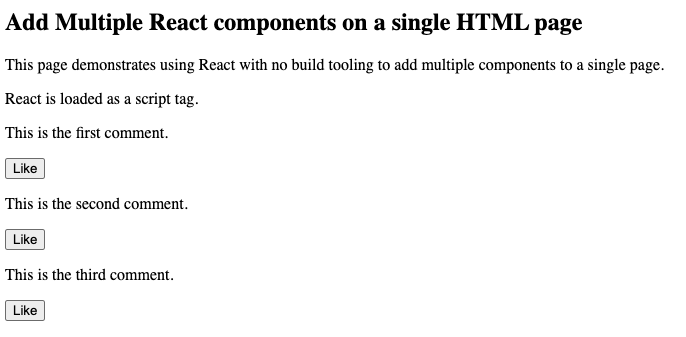 Add Multiple React components on a single HTML page
This page demonstrates using React with no build tooling to add multiple components to a single page.
React is loaded as a script tag.
This is the first comment.
Like
This is the second comment.
Like
This is the third comment.
Like